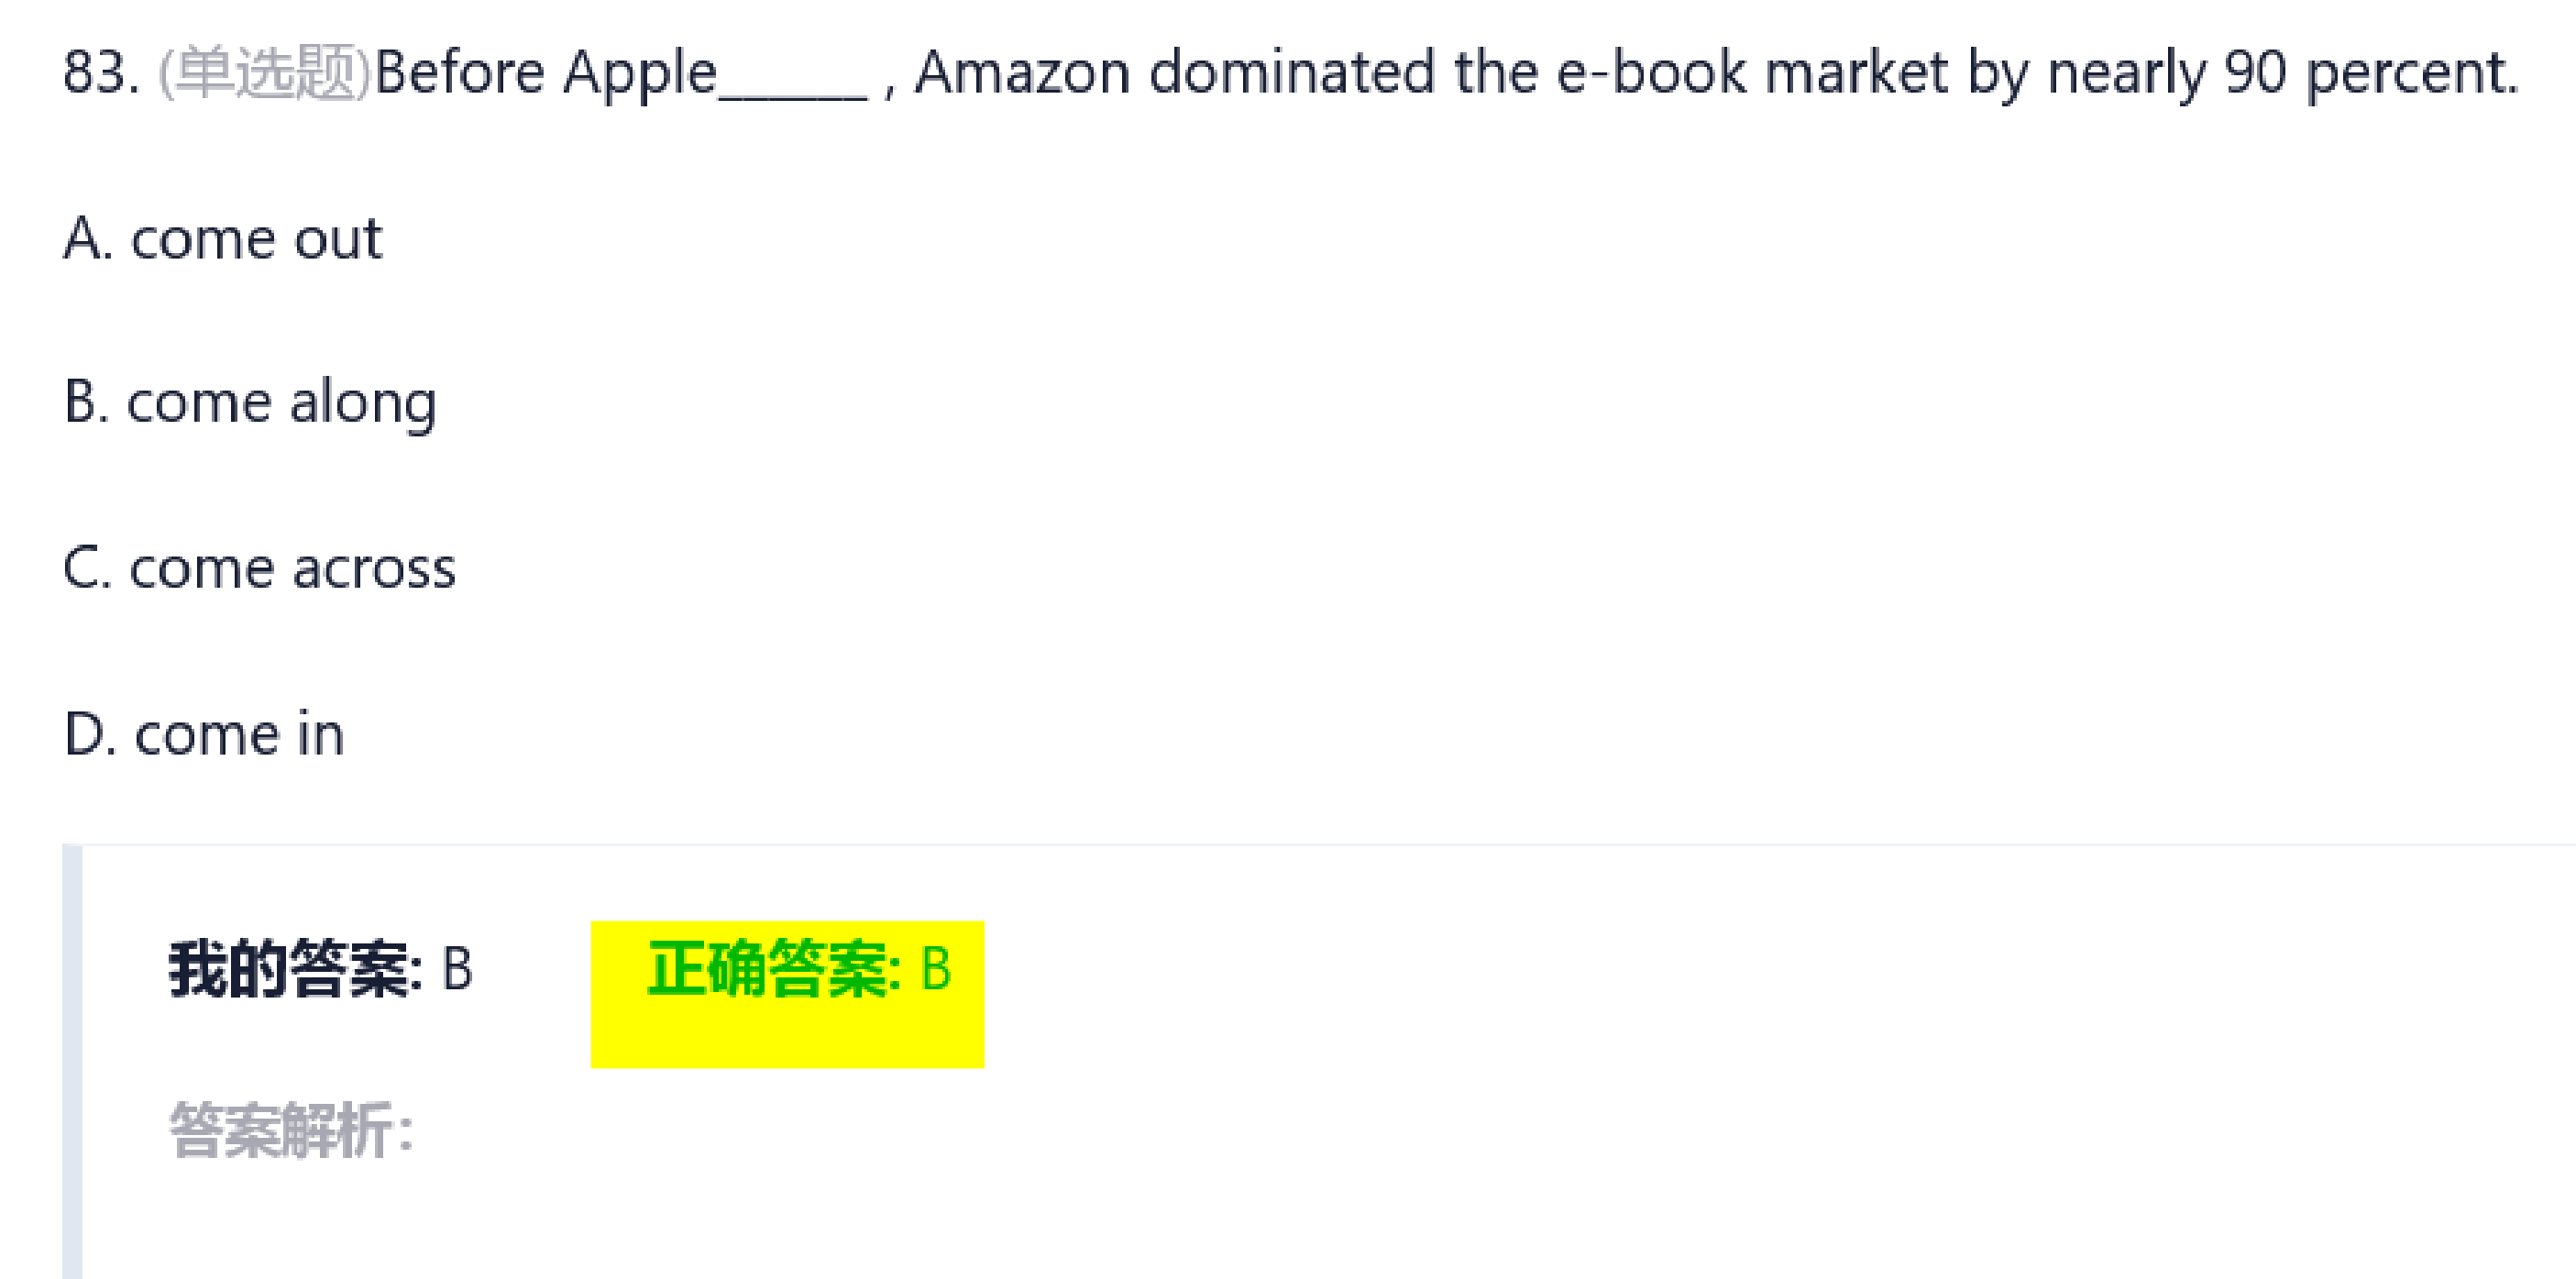 83. (单选题)Before Apple______ , Amazon dominated the e-book market by nearly 90 percent.
A. come out
B. come along
C. come across
D. come in
我的答案: B 正确答案: B
答案解析: